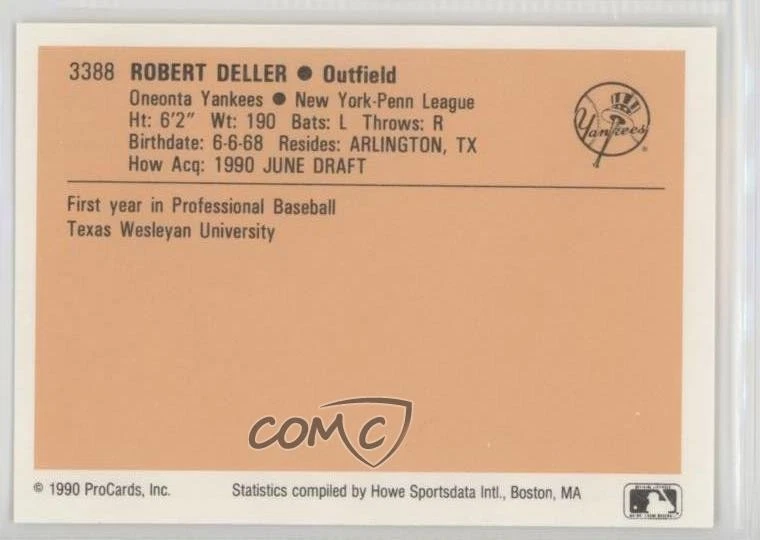 3388 ROBERT DELLER ● Outfield
Oneonta Yankees ● New York-Penn League
Ht: 6'2" Wt: 190 Bats: L Throws: R
Birthdate: 6-6-68 Resides: ARLINGTON, TX
How Acq: 1990 JUNE DRAFT
Yankees
®
First year in Professional Baseball
Texas Wesleyan University
COMC
© 1990 ProCards, Inc. Statistics compiled by Howe Sportsdata Intl., Boston, MA